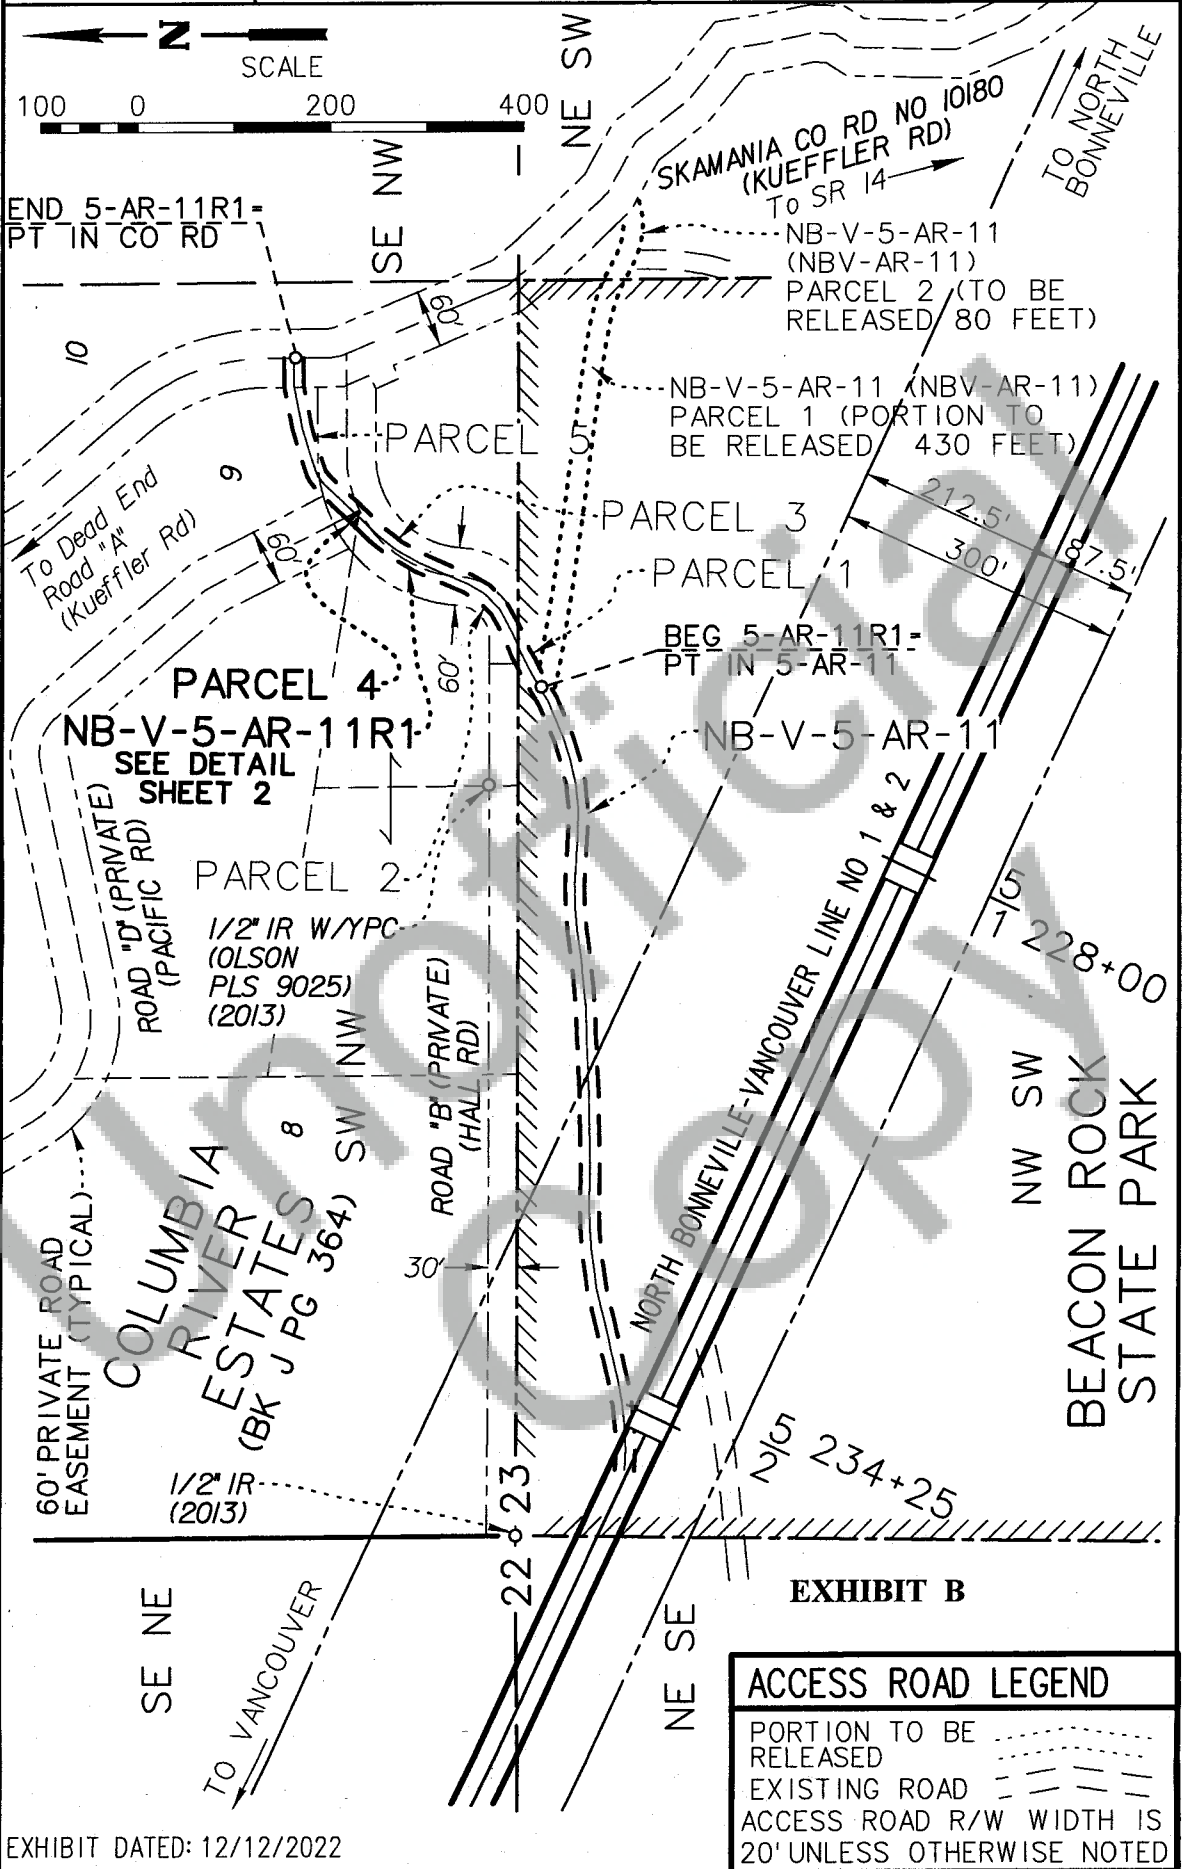 N
SCALE
100 0 200 400
NE SW
SE NW
SKAMANIA CO RD NO 10180
(KUEFFLER RD)
To SR 14
TO NORTH
BONNEVILLE
END 5-AR-11R1=
PT IN CO RD
NB-V-5-AR-11
(NBV-AR-11)
PARCEL 2 (TO BE
RELEASED 80 FEET)
60'
10
NB-V-5-AR-11 (NBV-AR-11)
PARCEL 1 (PORTION TO
BE RELEASED 430 FEET)
PARCEL 5
9
To Dead End
Road "A"
(Kueffler Rd)
60'
PARCEL 3
PARCEL 1
212.5'
87.5'
300'
BEG 5-AR-11R1=
PT IN 5-AR-11
60'
PARCEL 4
NB-V-5-AR-11R1
SEE DETAIL
SHEET 2
NB-V-5-AR-11
ROAD "D" (PRIVATE)
(PACIFIC RD)
PARCEL 2
1/2" IR W/YPC
(OLSON
PLS 9025)
(2013)
ROAD "B" (PRIVATE)
(HALL RD)
SW NW
8
NORTH BONNEVILLE-VANCOUVER LINE NO 1 & 2
5
1
228+00
NW SW
BEACON ROCK
STATE PARK
60' PRIVATE ROAD
EASEMENT (TYPICAL)
COLUMBIA
RIVER
ESTATES
(BK J PG 364)
30'
5
2
234+25
1/2" IR
(2013)
22 23
SE NE
NE SE
TO VANCOUVER
EXHIBIT B
ACCESS ROAD LEGEND
PORTION TO BE
RELEASED
EXISTING ROAD
ACCESS ROAD R/W WIDTH IS
20' UNLESS OTHERWISE NOTED
EXHIBIT DATED: 12/12/2022
Unofficial
Copy